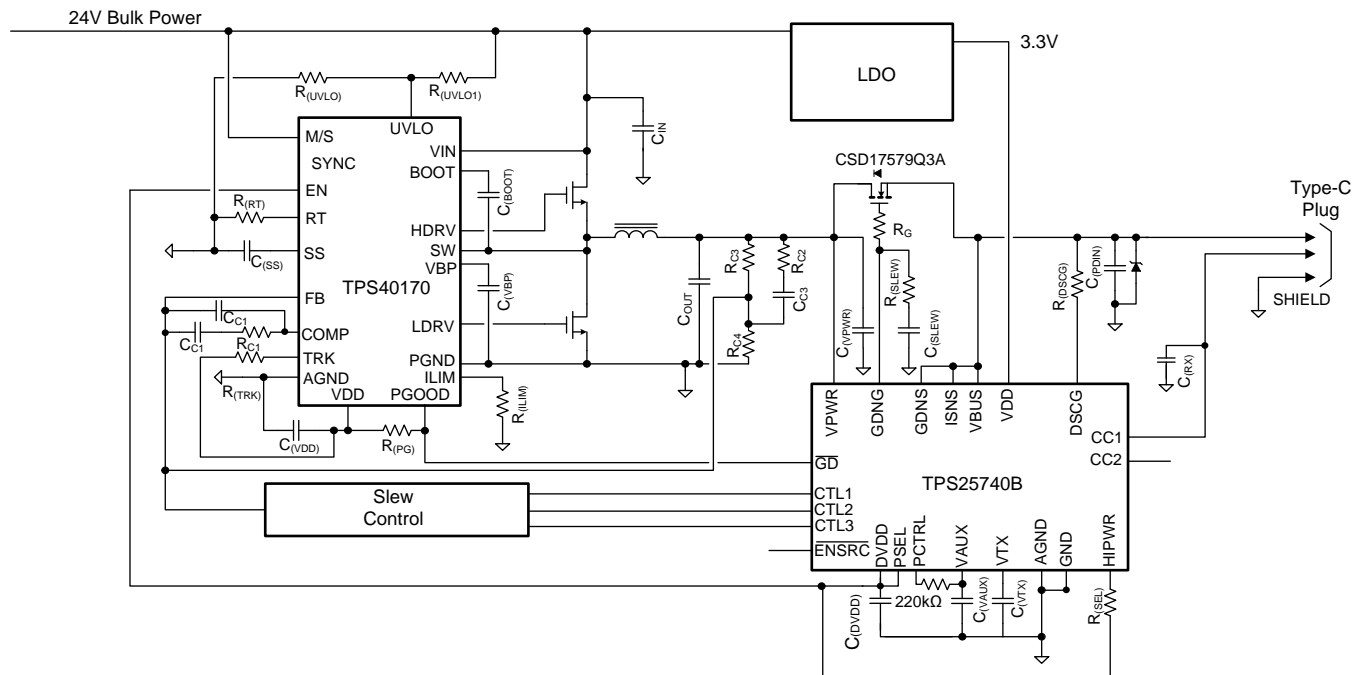 24V Bulk Power
3.3V
LDO
R(UVLO)
R(UVLO1)
UVLO
M/S
SYNC
VIN
BOOT
EN
RT
HDRV
SS
SW
VBP
TPS40170
FB
LDRV
COMP
TRK
PGND
AGND
ILIM
VDD
PGOOD
R(RT)
C(SS)
CC1
CC1
RC1
R(TRK)
C(VDD)
R(PG)
R(ILIM)
C(BOOT)
C(VBP)
CIN
COUT
RC3
RC2
CC3
RC4
C(VPWR)
CSD17579Q3A
RG
R(SLEW)
C(SLEW)
R(DSCG)
C(PDIN)
Type-C
Plug
SHIELD
C(RX)
VPWR
GDNG
GDNS
ISNS
VBUS
VDD
DSCG
CC1
CC2
GD
TPS25740B
CTL1
CTL2
CTL3
ENSRC
DVDD
PSEL
PCTRL
VAUX
VTX
AGND
GND
HIPWR
Slew
Control
C(DVDD)
220kΩ
C(VAUX)
C(VTX)
R(SEL)